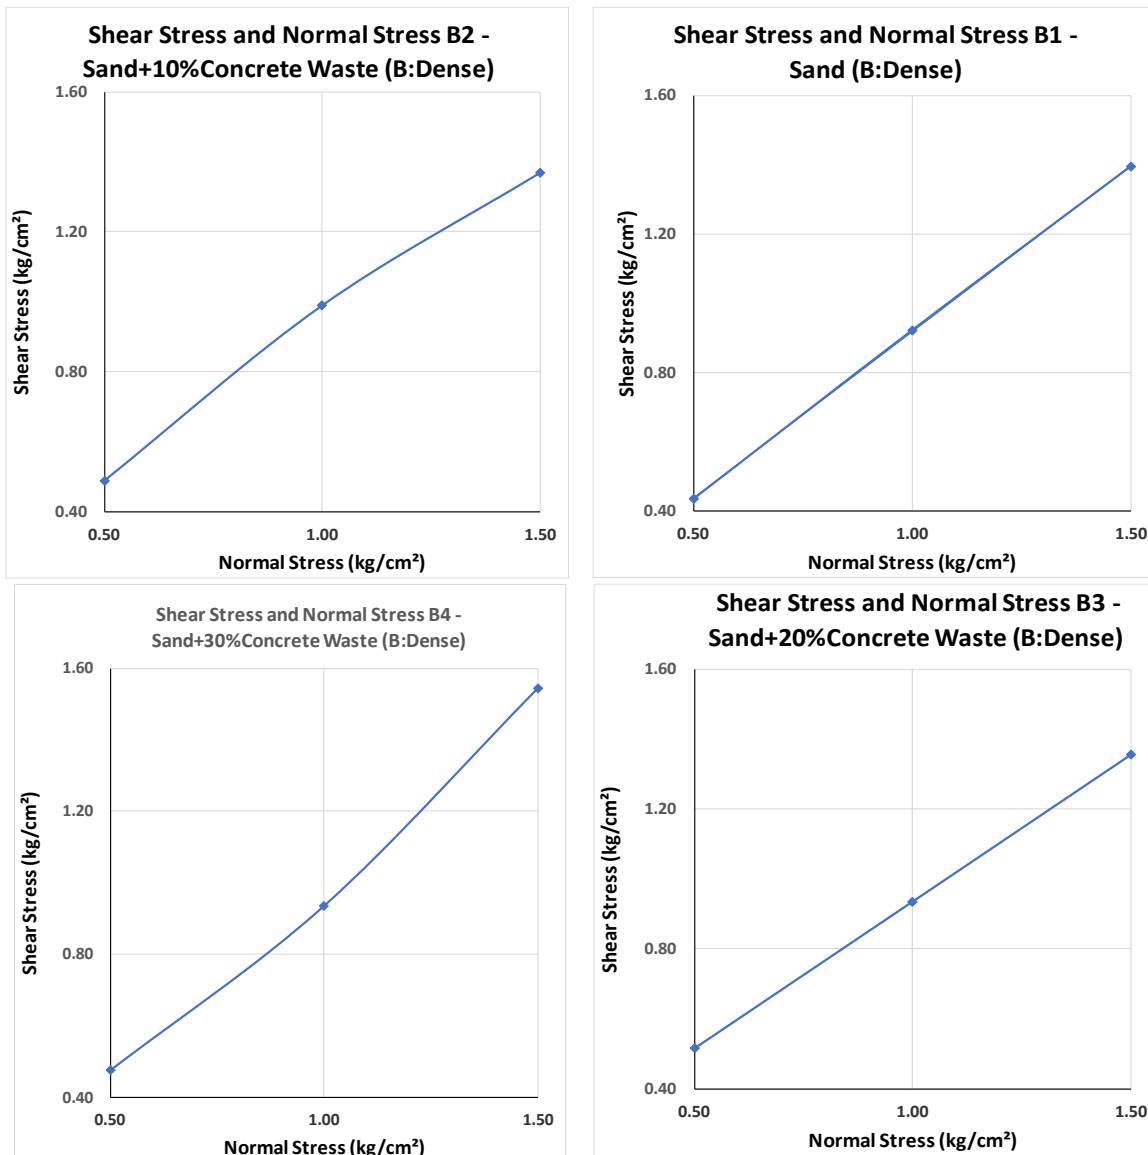 Shear Stress and Normal Stress B2 -
Sand+10%Concrete Waste (B:Dense)
1.60
1.20
0.80
0.40
Shear Stress (kg/cm²)
0.50 1.00 1.50
Normal Stress (kg/cm²)
Shear Stress and Normal Stress B1 -
Sand (B:Dense)
1.60
1.20
0.80
0.40
Shear Stress (kg/cm²)
0.50 1.00 1.50
Normal Stress (kg/cm²)
Shear Stress and Normal Stress B4 -
Sand+30%Concrete Waste (B:Dense)
1.60
1.20
0.80
0.40
Shear Stress (kg/cm²)
0.50 1.00 1.50
Normal Stress (kg/cm²)
Shear Stress and Normal Stress B3 -
Sand+20%Concrete Waste (B:Dense)
1.60
1.20
0.80
0.40
Shear Stress (kg/cm²)
0.50 1.00 1.50
Normal Stress (kg/cm²)